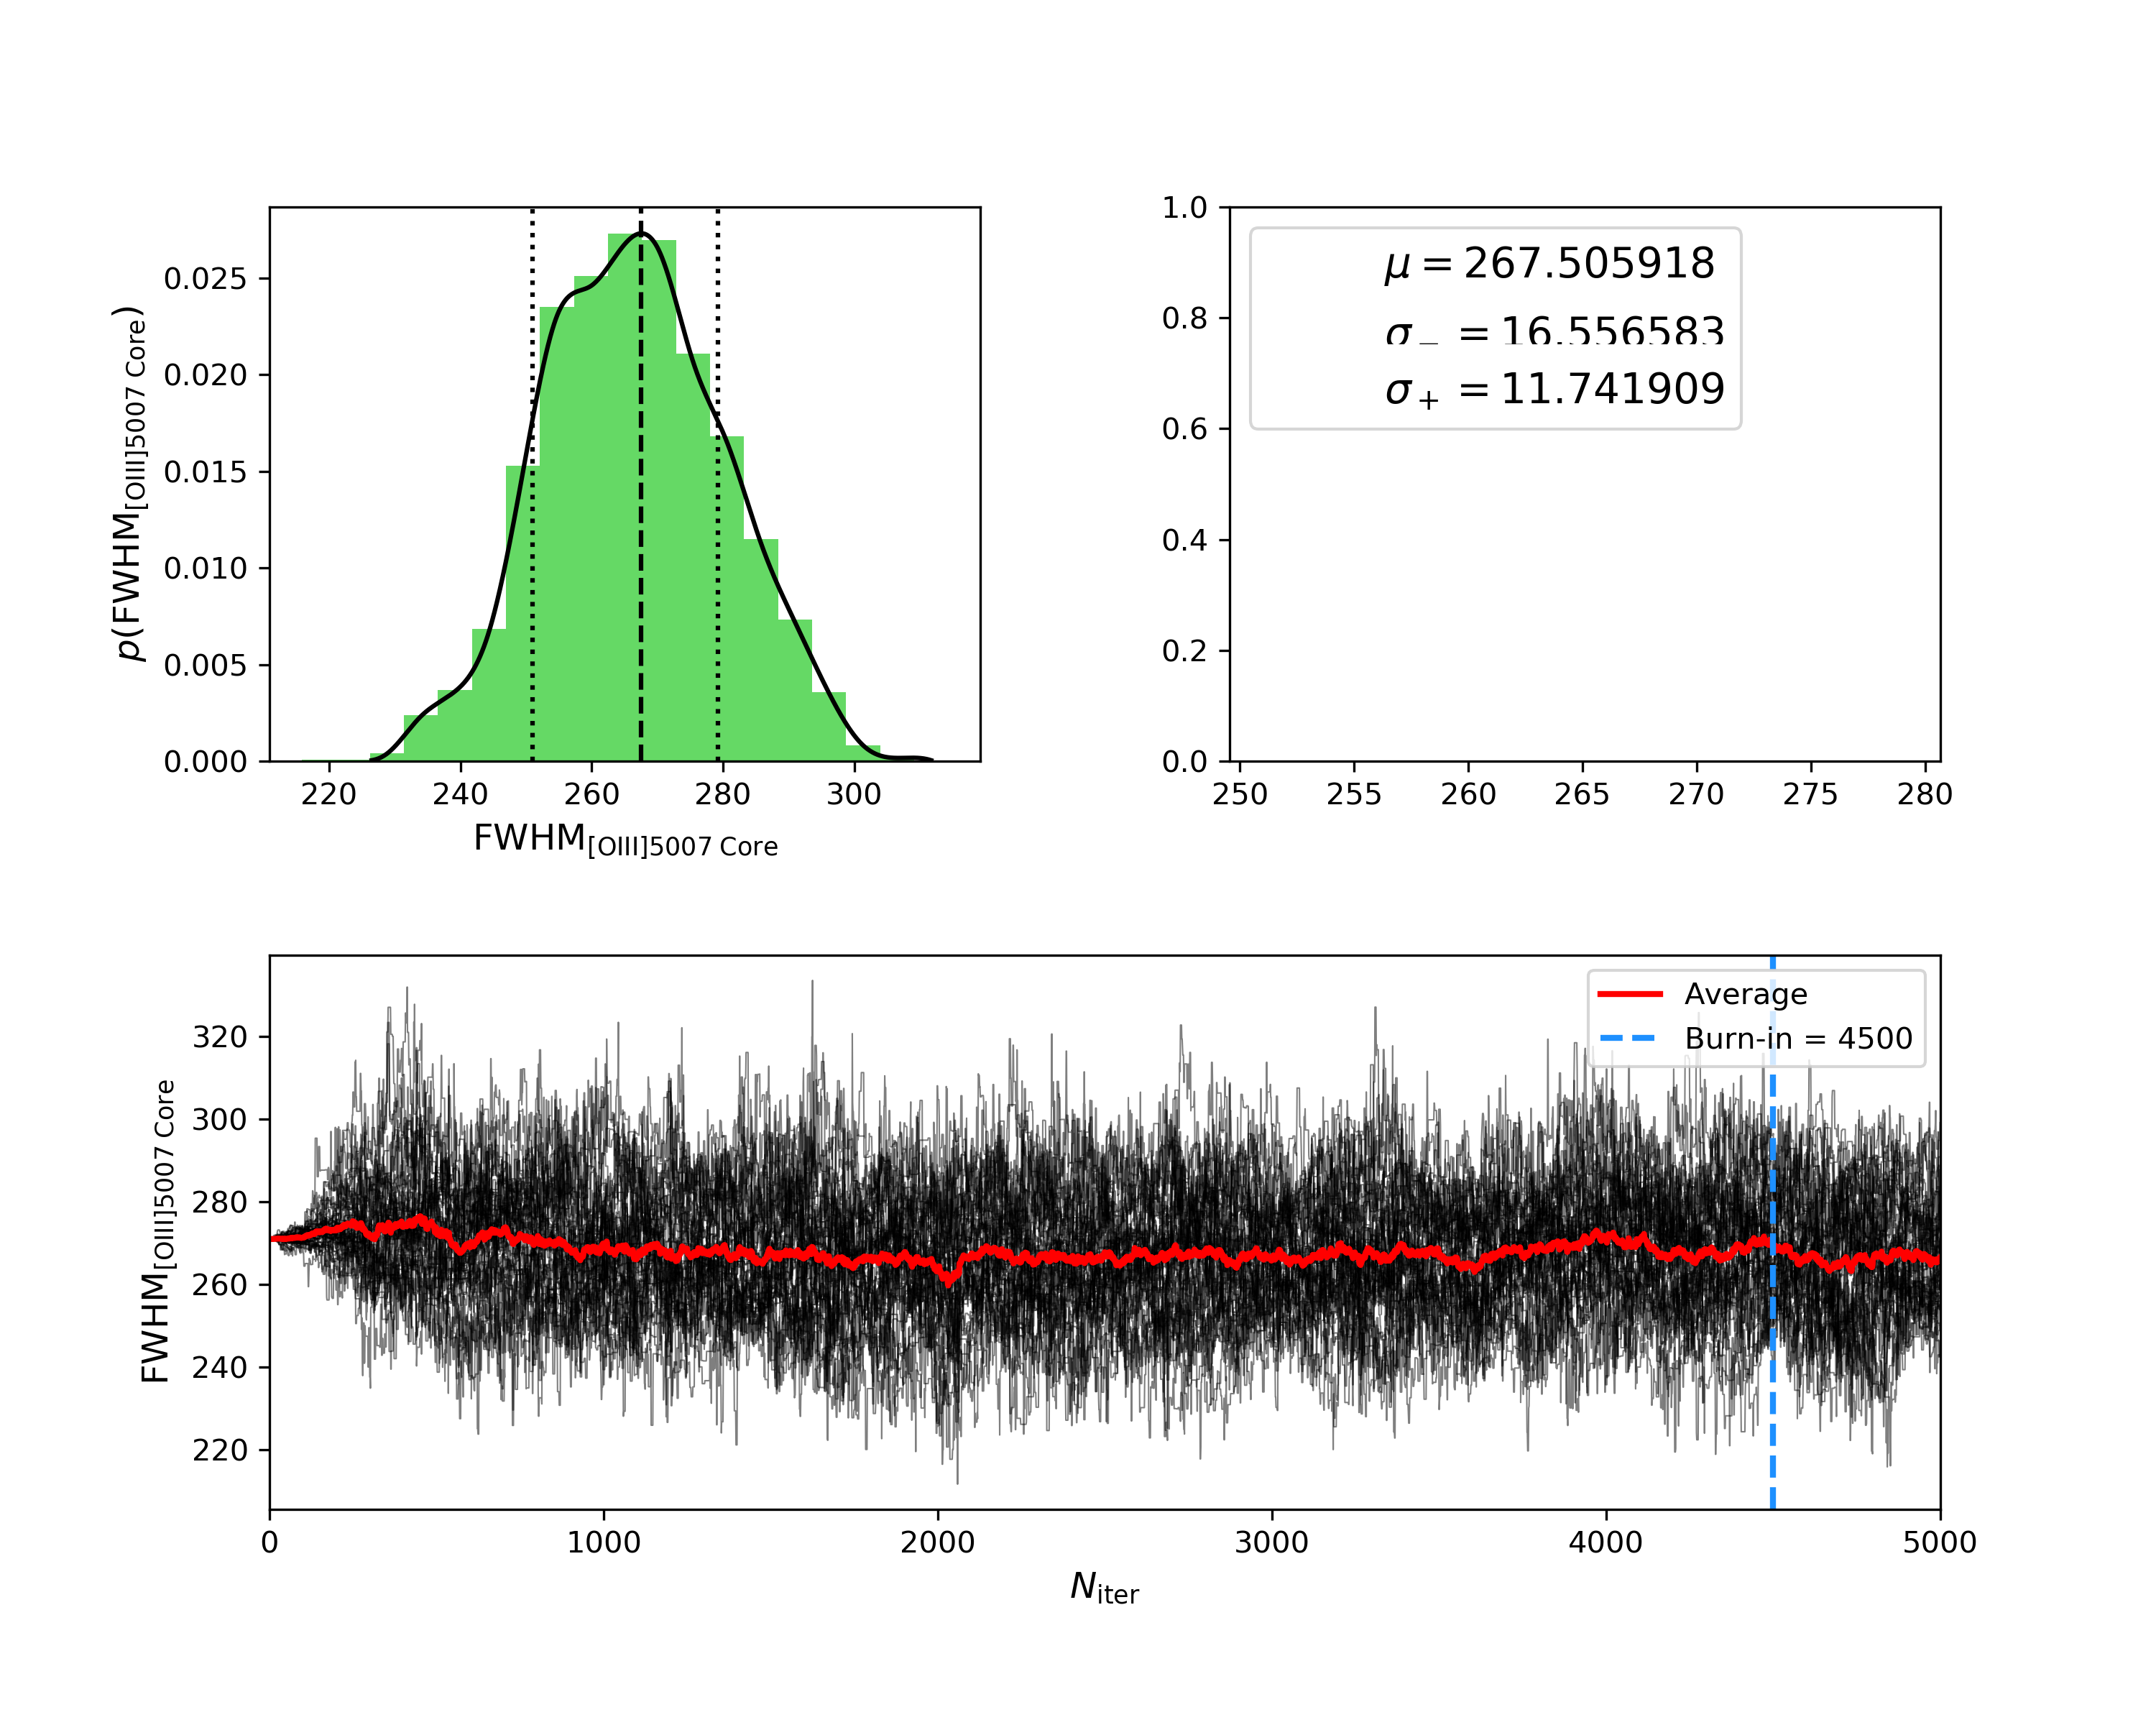 0.025
0.020
0.015
0.010
0.005
0.000
p(FWHM[OIII]5007 Core)
220 240 260 280 300
FWHM[OIII]5007 Core
1.0
0.8
0.6
0.4
0.2
0.0
μ = 267.505918
σ− = 16.556583
σ+ = 11.741909
250 255 260 265 270 275 280
320
300
280
260
240
220
FWHM[OIII]5007 Core
Average
Burn-in = 4500
0 1000 2000 3000 4000 5000
Niter